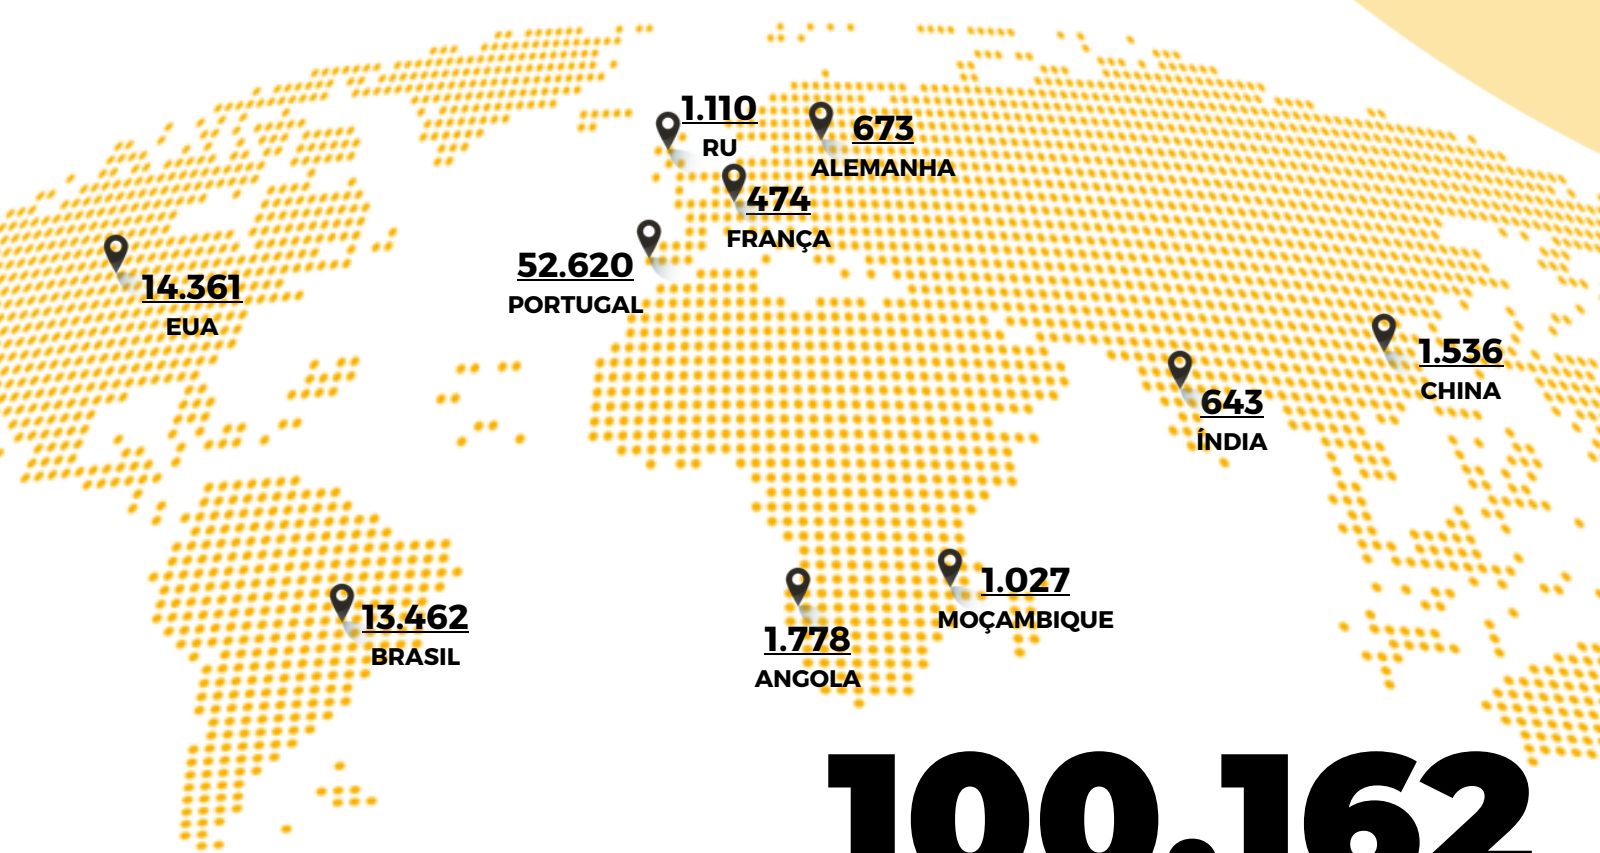 1.110
RU
673
ALEMANHA
474
FRANÇA
14.361
EUA
52.620
PORTUGAL
1.536
CHINA
643
ÍNDIA
13.462
BRASIL
1.778
ANGOLA
1.027
MOÇAMBIQUE
100.162